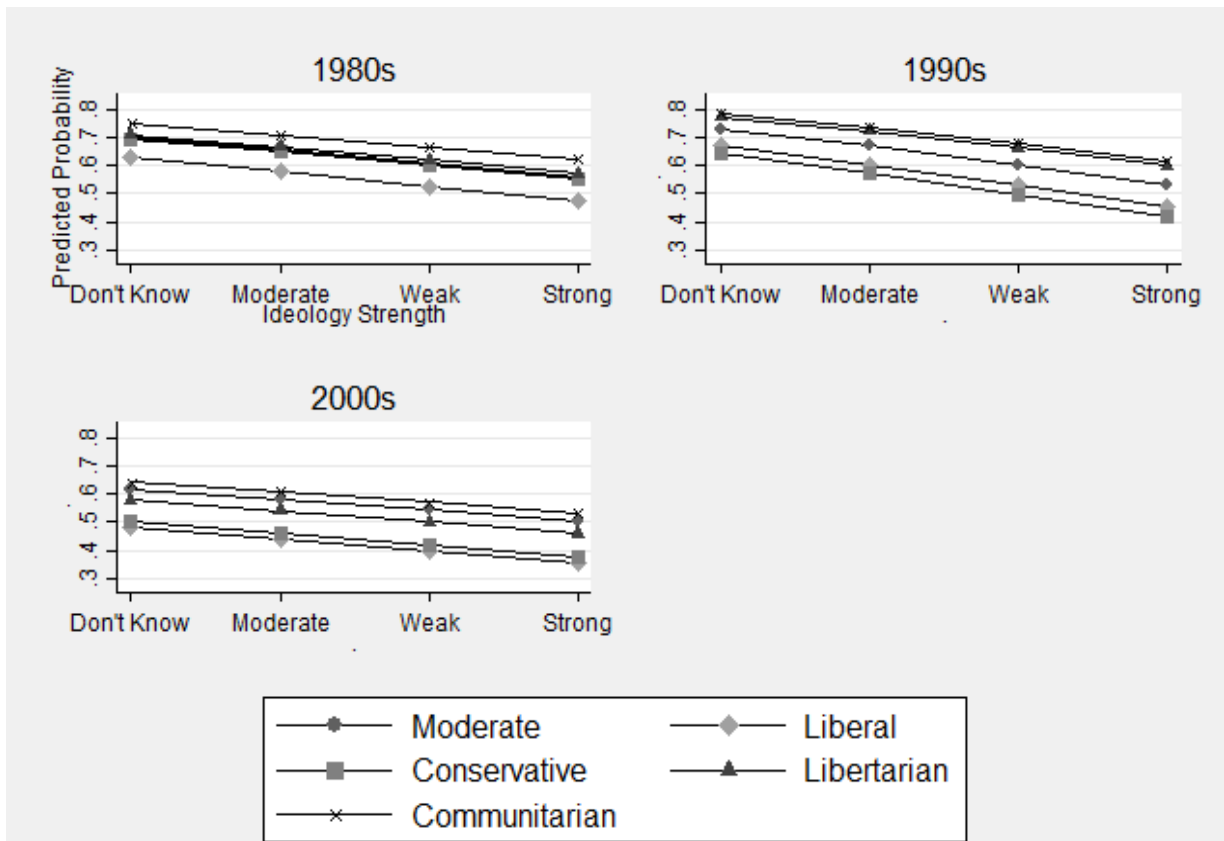 1980s
Predicted Probability
.8
.7
.6
.5
.4
.3
Don't Know Moderate Weak Strong
Ideology Strength
1990s
.8
.7
.6
.5
.4
.3
Don't Know Moderate Weak Strong
2000s
.8
.7
.6
.5
.4
.3
Don't Know Moderate Weak Strong
Moderate Liberal
Conservative Libertarian
Communitarian